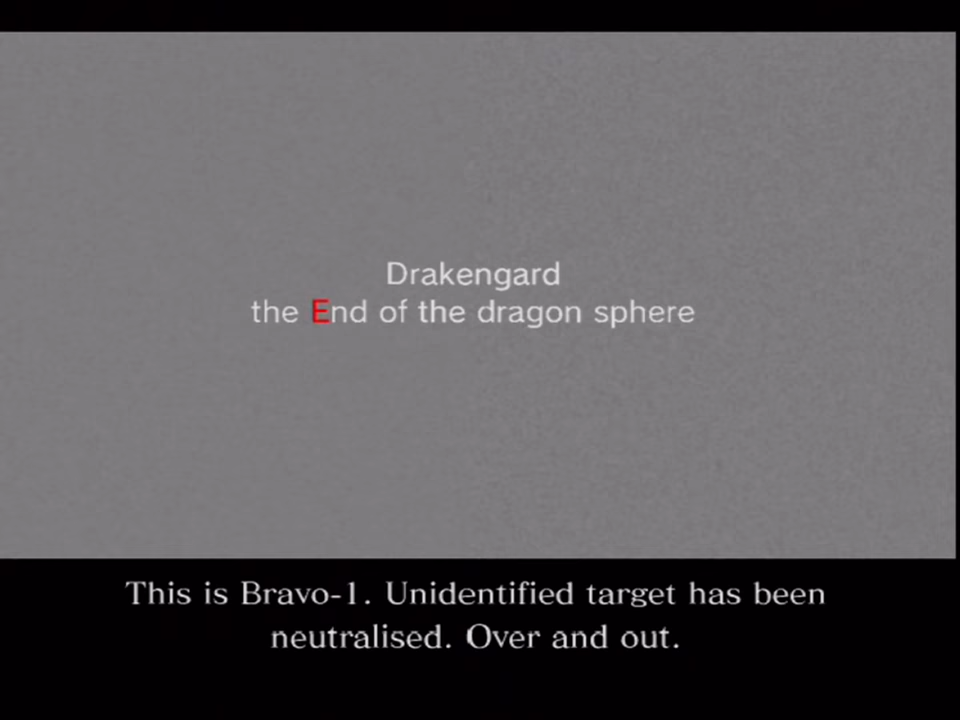 Drakengard
the End of the dragon sphere
This is Bravo-1. Unidentified target has been
neutralised. Over and out.